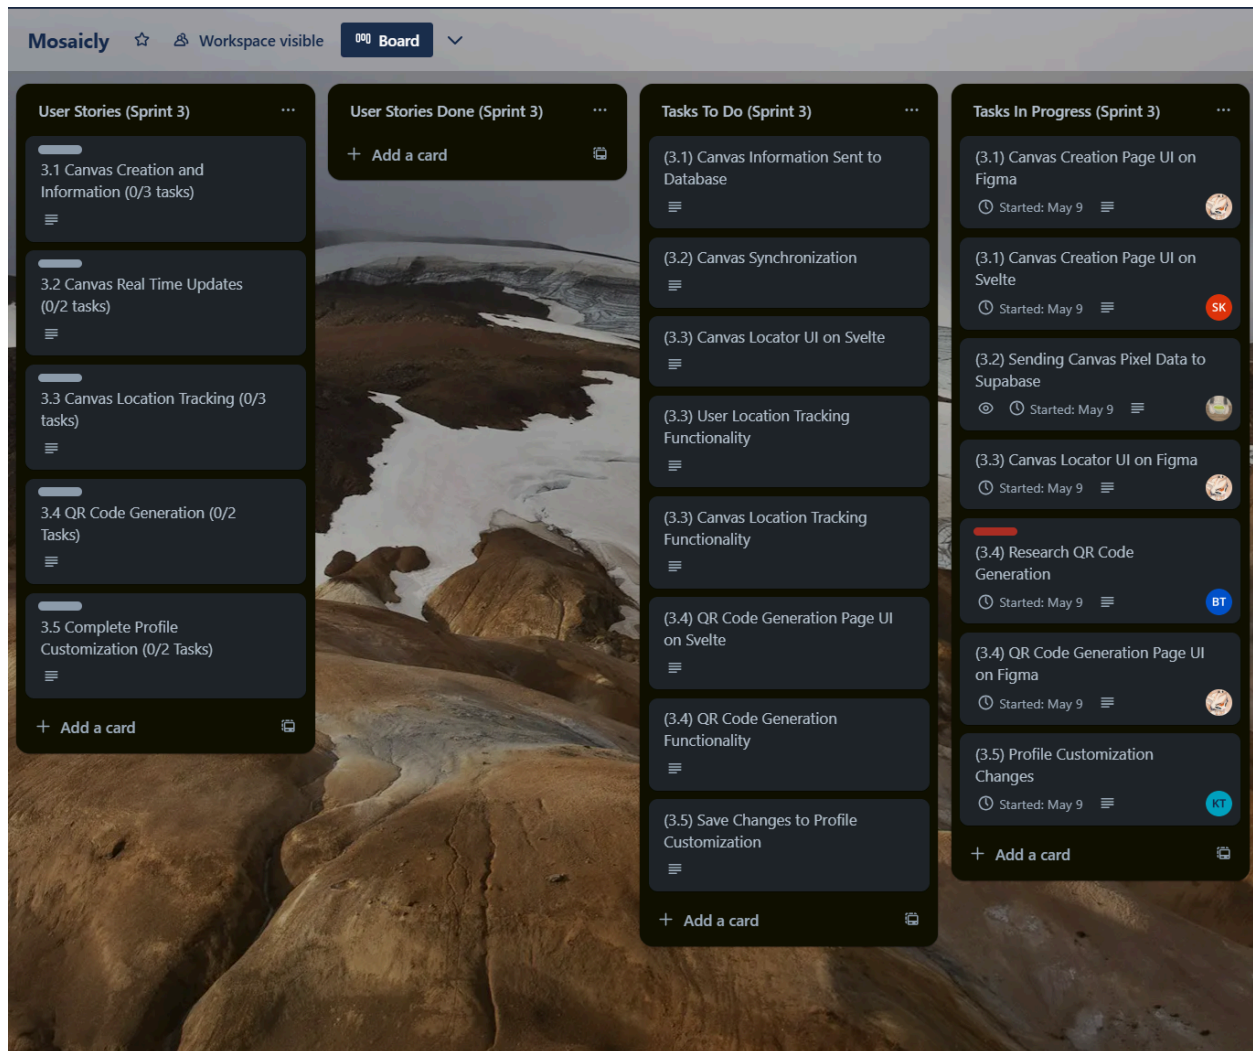 Mosaicly
Workspace visible
Board
User Stories (Sprint 3)
3.1 Canvas Creation and
Information (0/3 tasks)
3.2 Canvas Real Time Updates
(0/2 tasks)
3.3 Canvas Location Tracking (0/3
tasks)
3.4 QR Code Generation (0/2
Tasks)
3.5 Complete Profile
Customization (0/2 Tasks)
+ Add a card
User Stories Done (Sprint 3)
+ Add a card
Tasks To Do (Sprint 3)
(3.1) Canvas Information Sent to
Database
(3.2) Canvas Synchronization
(3.3) Canvas Locator UI on Svelte
(3.3) User Location Tracking
Functionality
(3.3) Canvas Location Tracking
Functionality
(3.4) QR Code Generation Page UI
on Svelte
(3.4) QR Code Generation
Functionality
(3.5) Save Changes to Profile
Customization
+ Add a card
Tasks In Progress (Sprint 3)
(3.1) Canvas Creation Page UI on
Figma
Started: May 9
(3.1) Canvas Creation Page UI on
Svelte
Started: May 9
SK
(3.2) Sending Canvas Pixel Data to
Supabase
Started: May 9
(3.3) Canvas Locator UI on Figma
Started: May 9
(3.4) Research QR Code
Generation
Started: May 9
BT
(3.4) QR Code Generation Page UI
on Figma
Started: May 9
(3.5) Profile Customization
Changes
Started: May 9
KT
+ Add a card